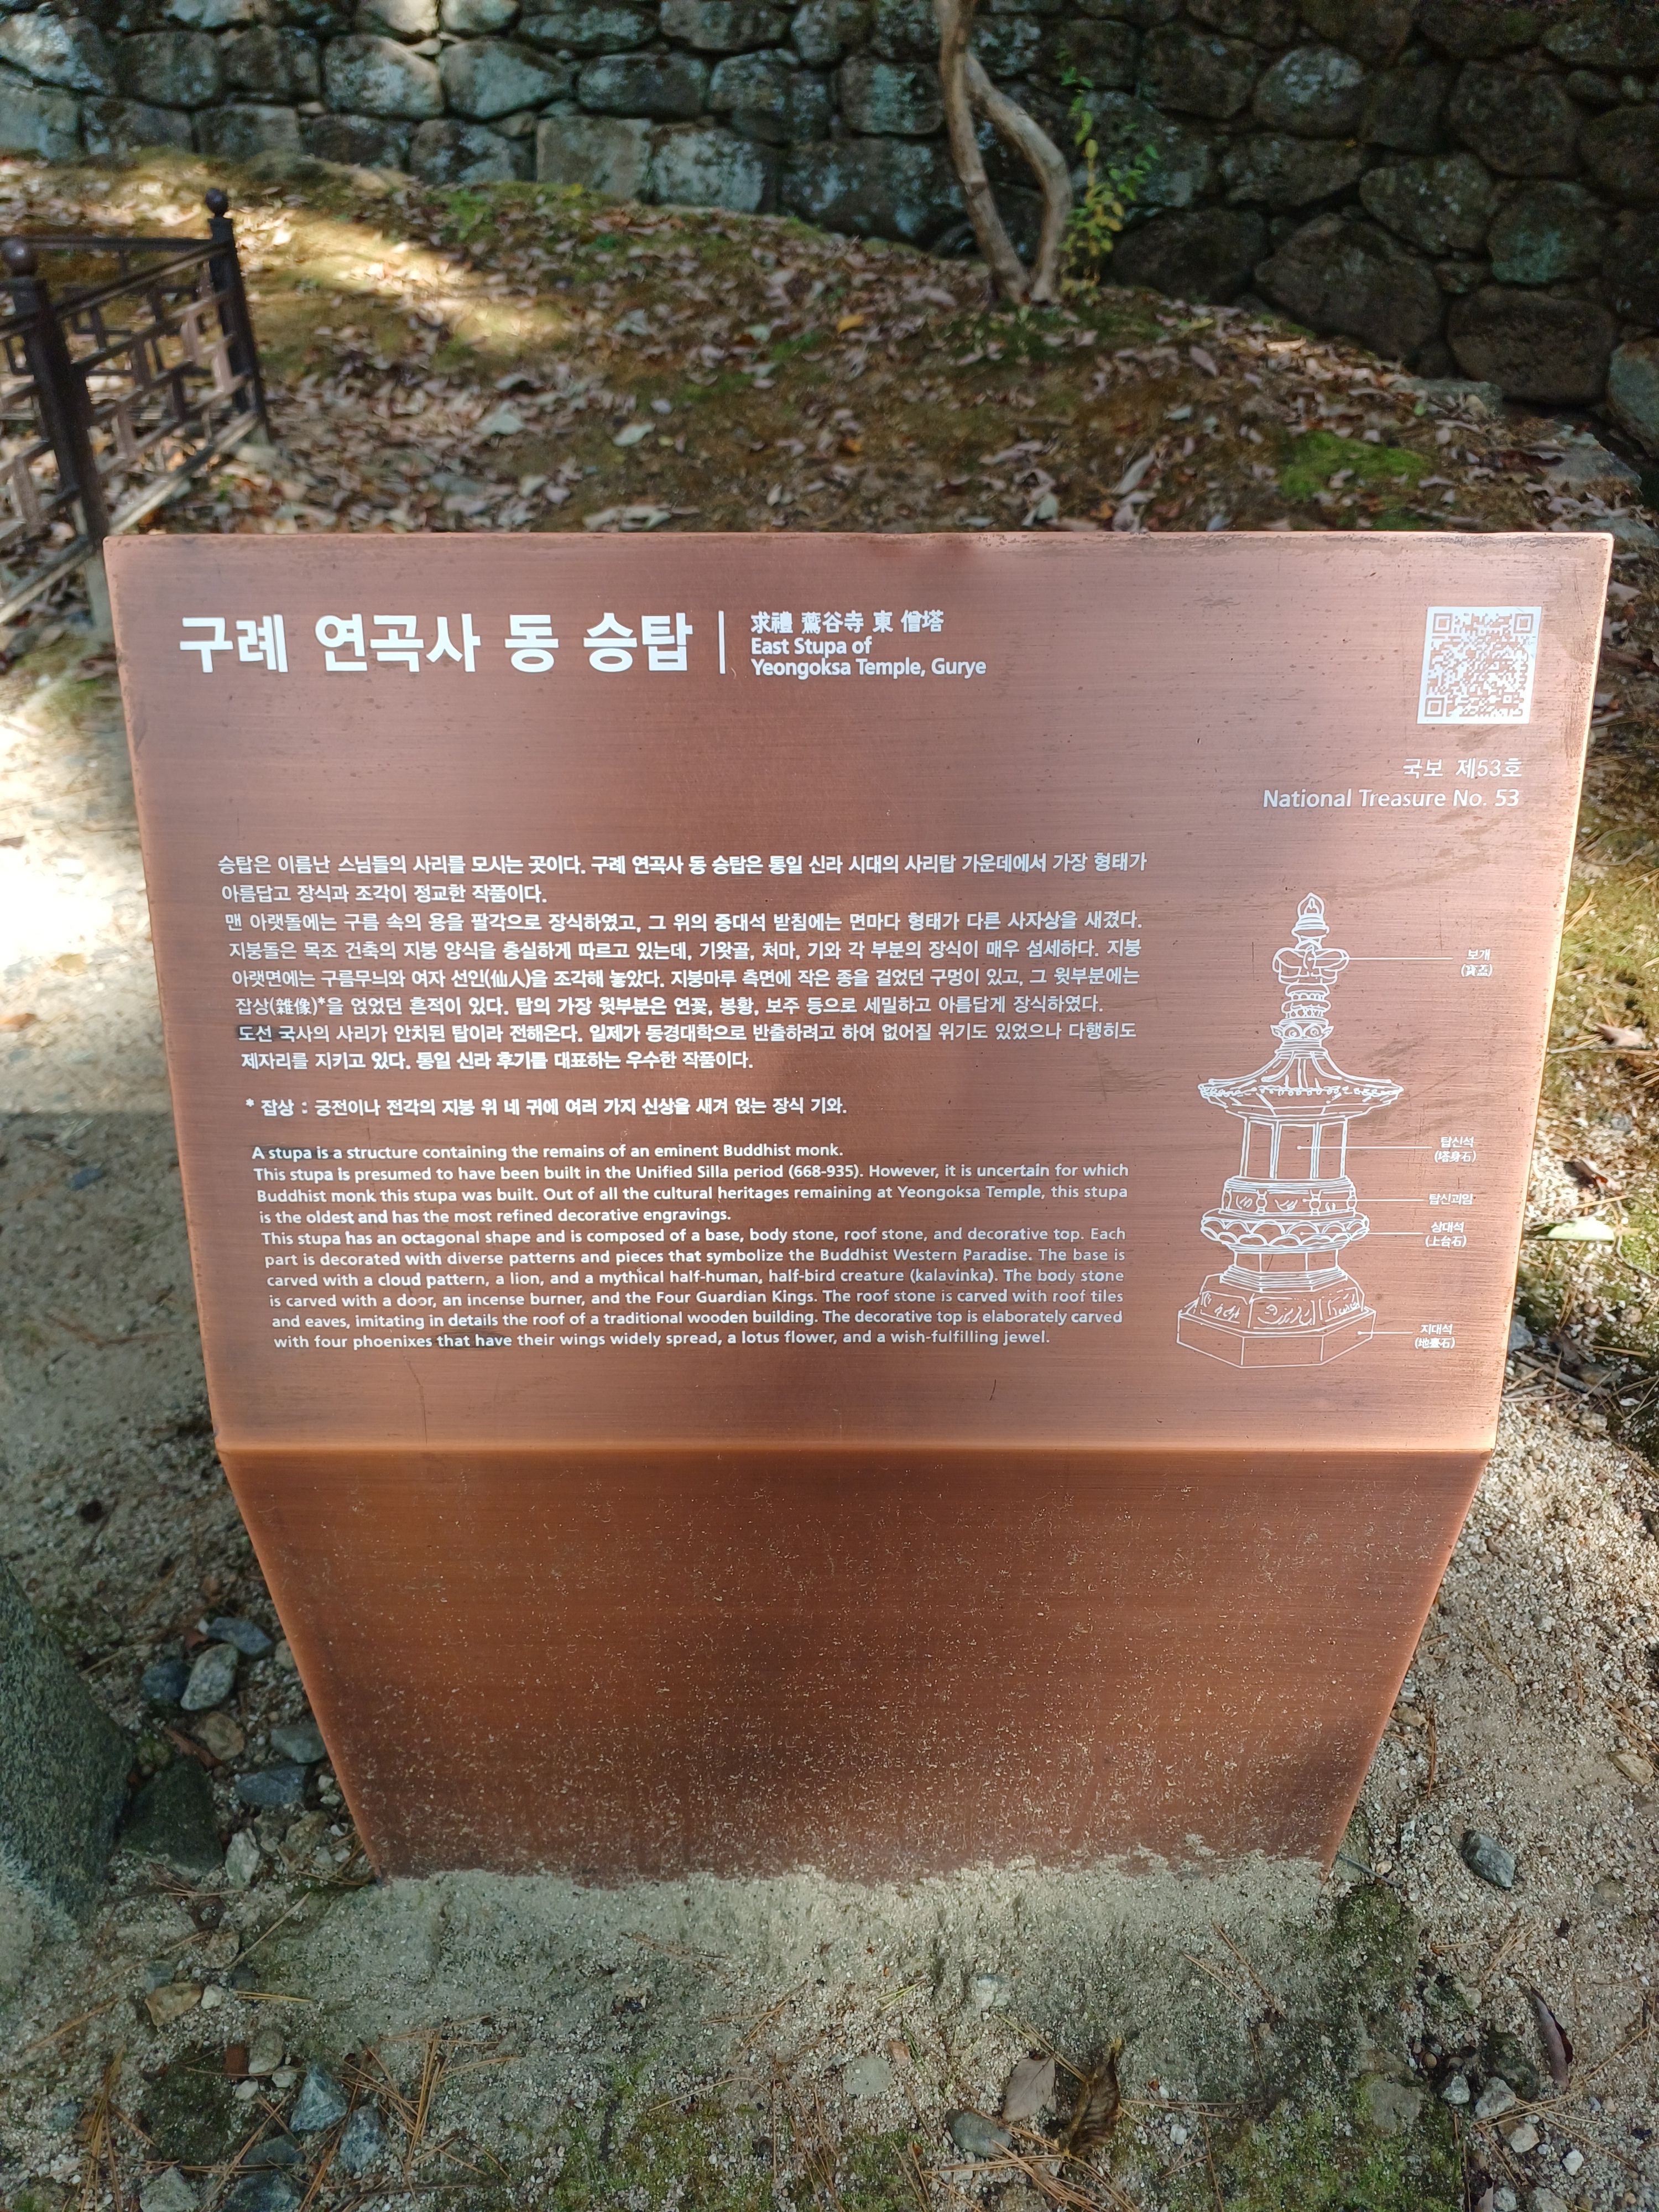 구례 연곡사 동 승탑
求禮 鷰谷寺 東 僧塔
East Stupa of
Yeongoksa Temple, Gurye
국보 제53호
National Treasure No. 53
승탑은 이름난 스님들의 사리를 모시는 곳이다. 구례 연곡사 동 승탑은 통일 신라 시대의 사리탑 가운데에서 가장 형태가
아름답고 장식과 조각이 정교한 작품이다.
맨 아랫돌에는 구름 속의 용을 팔각으로 장식하였고, 그 위의 중대석 받침에는 면마다 형태가 다른 사자상을 새겼다.
지붕돌은 목조 건축의 지붕 양식을 충실하게 따르고 있는데, 기왓골, 처마, 기와 각 부분의 장식이 매우 섬세하다. 지붕
아랫면에는 구름무늬와 여자 선인(仙人)을 조각해 놓았다. 지붕마루 측면에 작은 종을 걸었던 구멍이 있고, 그 윗부분에는
잡상(雜像)*을 얹었던 흔적이 있다. 탑의 가장 윗부분은 연꽃, 봉황, 보주 등으로 세밀하고 아름답게 장식하였다.
도선 국사의 사리가 안치된 탑이라 전해온다. 일제가 동경대학으로 반출하려고 하여 없어질 위기도 있었으나 다행히도
제자리를 지키고 있다. 통일 신라 후기를 대표하는 우수한 작품이다.
* 잡상 : 궁전이나 전각의 지붕 위 네 귀에 여러 가지 신상을 새겨 얹는 장식 기와.
A stupa is a structure containing the remains of an eminent Buddhist monk.
This stupa is presumed to have been built in the Unified Silla period (668-935). However, it is uncertain for which
Buddhist monk this stupa was built. Out of all the cultural heritages remaining at Yeongoksa Temple, this stupa
is the oldest and has the most refined decorative engravings.
This stupa has an octagonal shape and is composed of a base, body stone, roof stone, and decorative top. Each
part is decorated with diverse patterns and pieces that symbolize the Buddhist Western Paradise. The base is
carved with a cloud pattern, a lion, and a mythical half-human, half-bird creature (kalavinka). The body stone
is carved with a door, an incense burner, and the Four Guardian Kings. The roof stone is carved with roof tiles
and eaves, imitating in details the roof of a traditional wooden building. The decorative top is elaborately carved
with four phoenixes that have their wings widely spread, a lotus flower, and a wish-fulfilling jewel.
보개
(寶蓋)
탑신석
(塔身石)
탑신괴임
상대석
(上台石)
지대석
(地臺石)